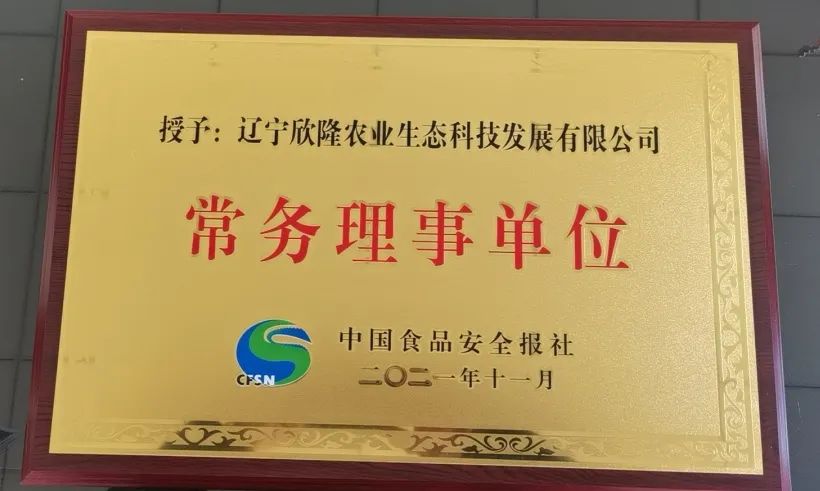 授予：辽宁欣隆农业生态科技发展有限公司
常务理事单位
CFSN
中国食品安全报社
二〇二一年十一月